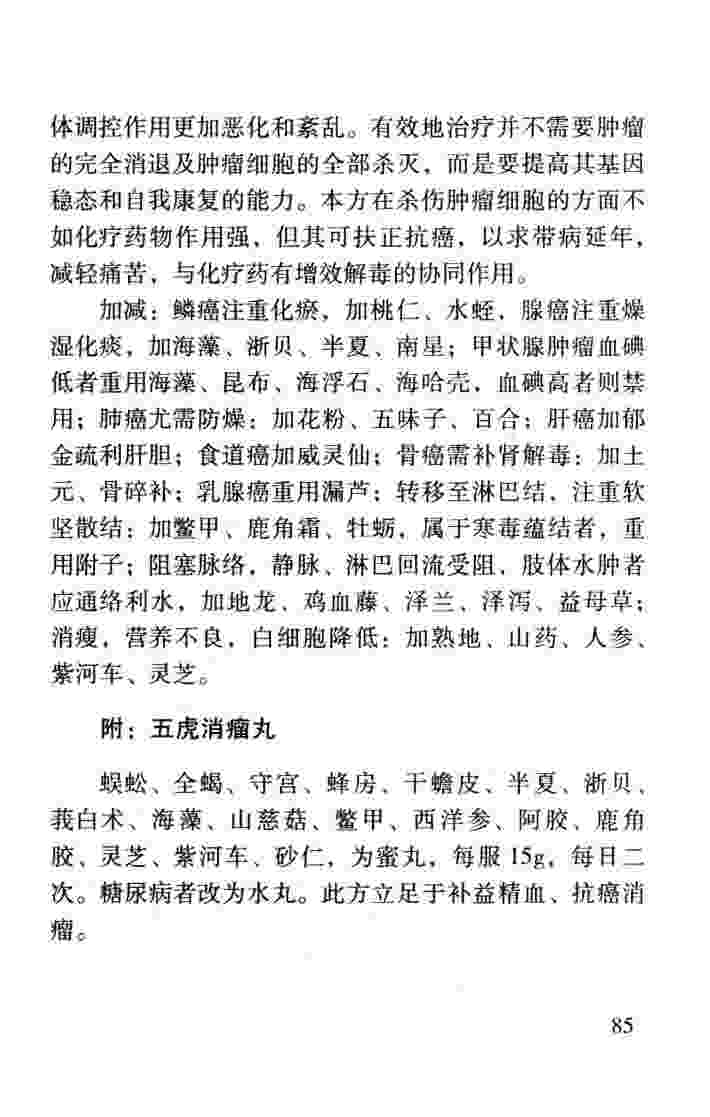 体调控作用更加恶化和紊乱。有效地治疗并不需要肿瘤
的完全消退及肿瘤细胞的全部杀灭，而是要提高其基因
稳态和自我康复的能力。本方在杀伤肿瘤细胞的方面不
如化疗药物作用强，但其可扶正抗癌，以求带病延年，
减轻痛苦，与化疗药有增效解毒的协同作用。
加减：鳞癌注重化瘀，加桃仁、水蛭，腺癌注重燥
湿化痰，加海藻、浙贝、半夏、南星；甲状腺肿瘤血碘
低者重用海藻、昆布、海浮石、海哈壳，血碘高者则禁
用；肺癌尤需防燥：加花粉、五味子、百合；肝癌加郁
金疏利肝胆；食道癌加威灵仙；骨癌需补肾解毒：加土
元、骨碎补；乳腺癌重用漏芦；转移至淋巴结，注重软
坚散结：加鳖甲、鹿角霜、牡蛎，属于寒毒蕴结者，重
用附子；阻塞脉络，静脉、淋巴回流受阻，肢体水肿者
应通络利水，加地龙、鸡血藤、泽兰、泽泻、益母草；
消瘦，营养不良，白细胞降低：加熟地、山药、人参、
紫河车、灵芝。
附：五虎消瘤丸
蜈蚣、全蝎、守宫、蜂房、干蟾皮、半夏、浙贝、
莪白术、海藻、山慈菇、鳖甲、西洋参、阿胶、鹿角
胶、灵芝、紫河车、砂仁，为蜜丸，每服 15g，每日二
次。糖尿病者改为水丸。此方立足于补益精血、抗癌消
瘤。
85